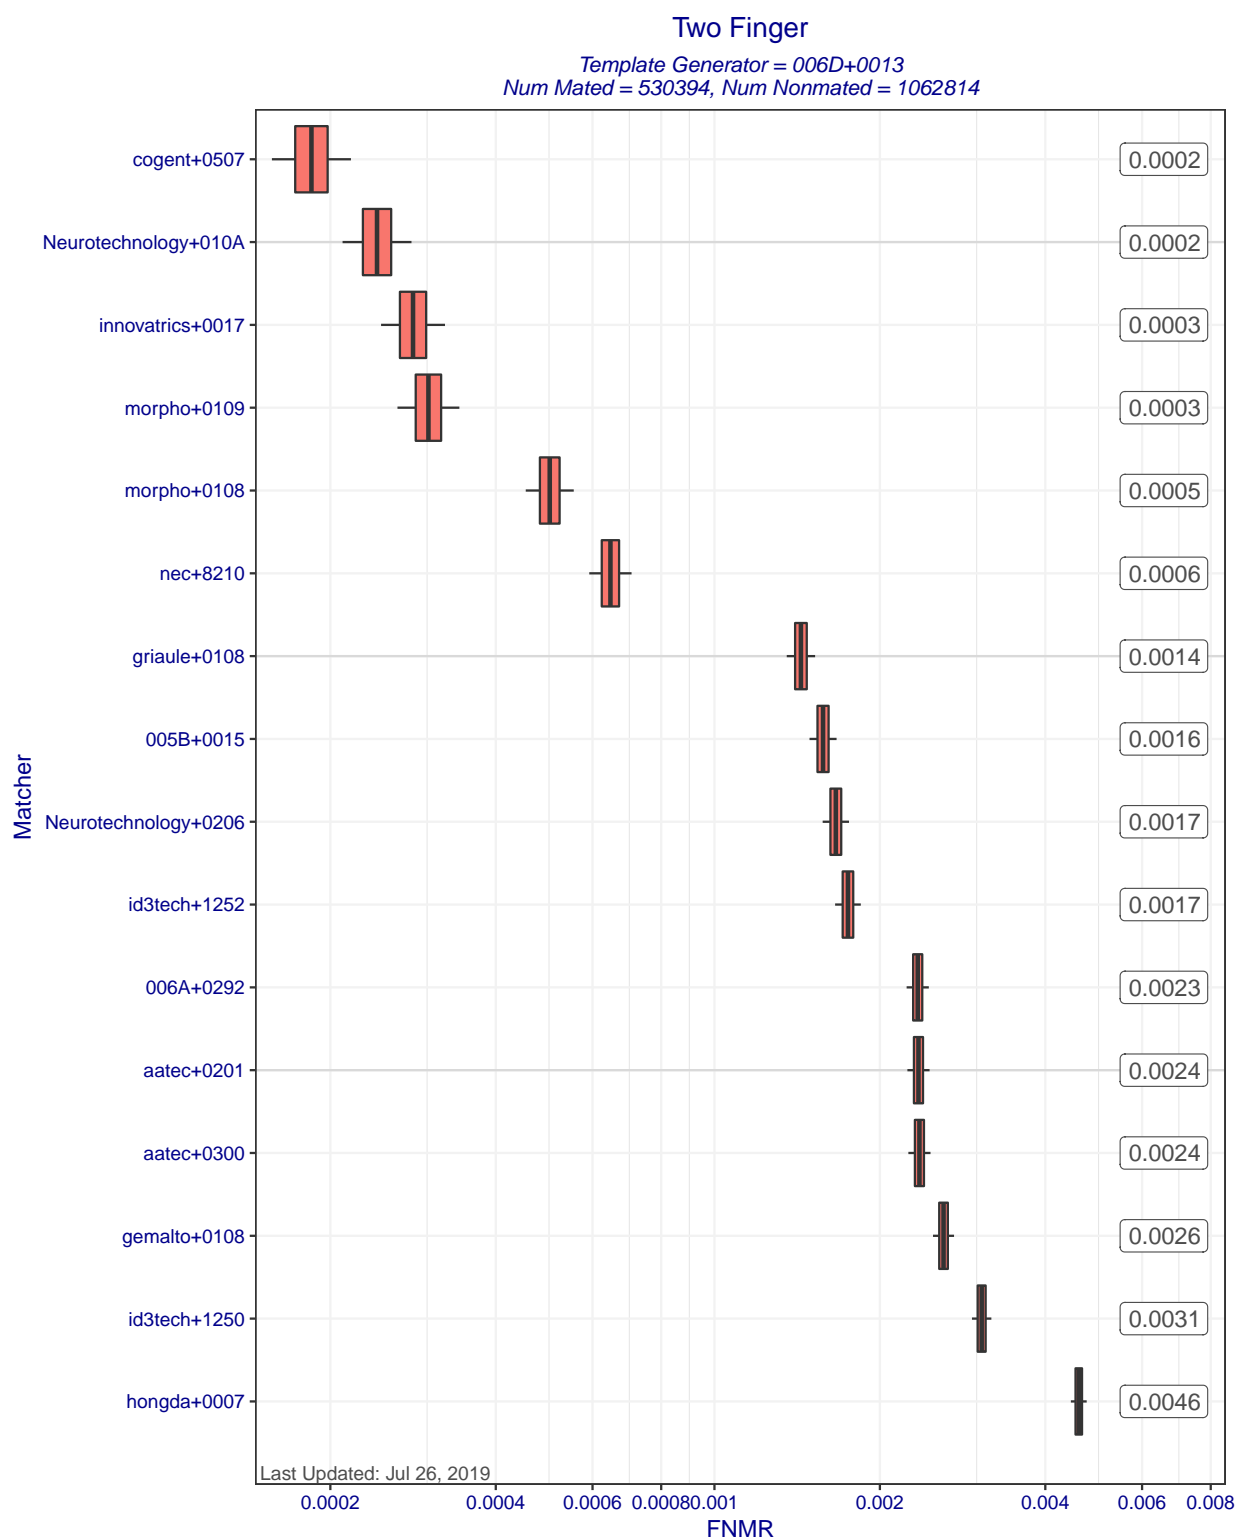 Two Finger
Template Generator = 006D+0013
Num Mated = 530394, Num Nonmated = 1062814
cogent+0507 0.0002
Neurotechnology+010A 0.0002
innovatrics+0017 0.0003
morpho+0109 0.0003
morpho+0108 0.0005
nec+8210 0.0006
griaule+0108 0.0014
005B+0015 0.0016
Neurotechnology+0206 0.0017
id3tech+1252 0.0017
006A+0292 0.0023
aatec+0201 0.0024
aatec+0300 0.0024
gemalto+0108 0.0026
id3tech+1250 0.0031
hongda+0007 0.0046
Matcher
Last Updated: Jul 26, 2019
0.0002 0.0004 0.0006 0.0008 0.001 0.002 0.004 0.006 0.008
FNMR